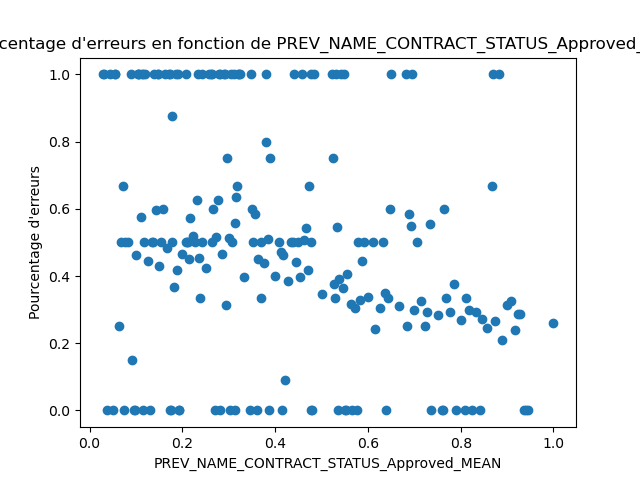 centage d'erreurs en fonction de PREV_NAME_CONTRACT_STATUS_Approved_
1.0
0.8
0.6
0.4
0.2
0.0
Pourcentage d'erreurs
0.0 0.2 0.4 0.6 0.8 1.0
PREV_NAME_CONTRACT_STATUS_Approved_MEAN